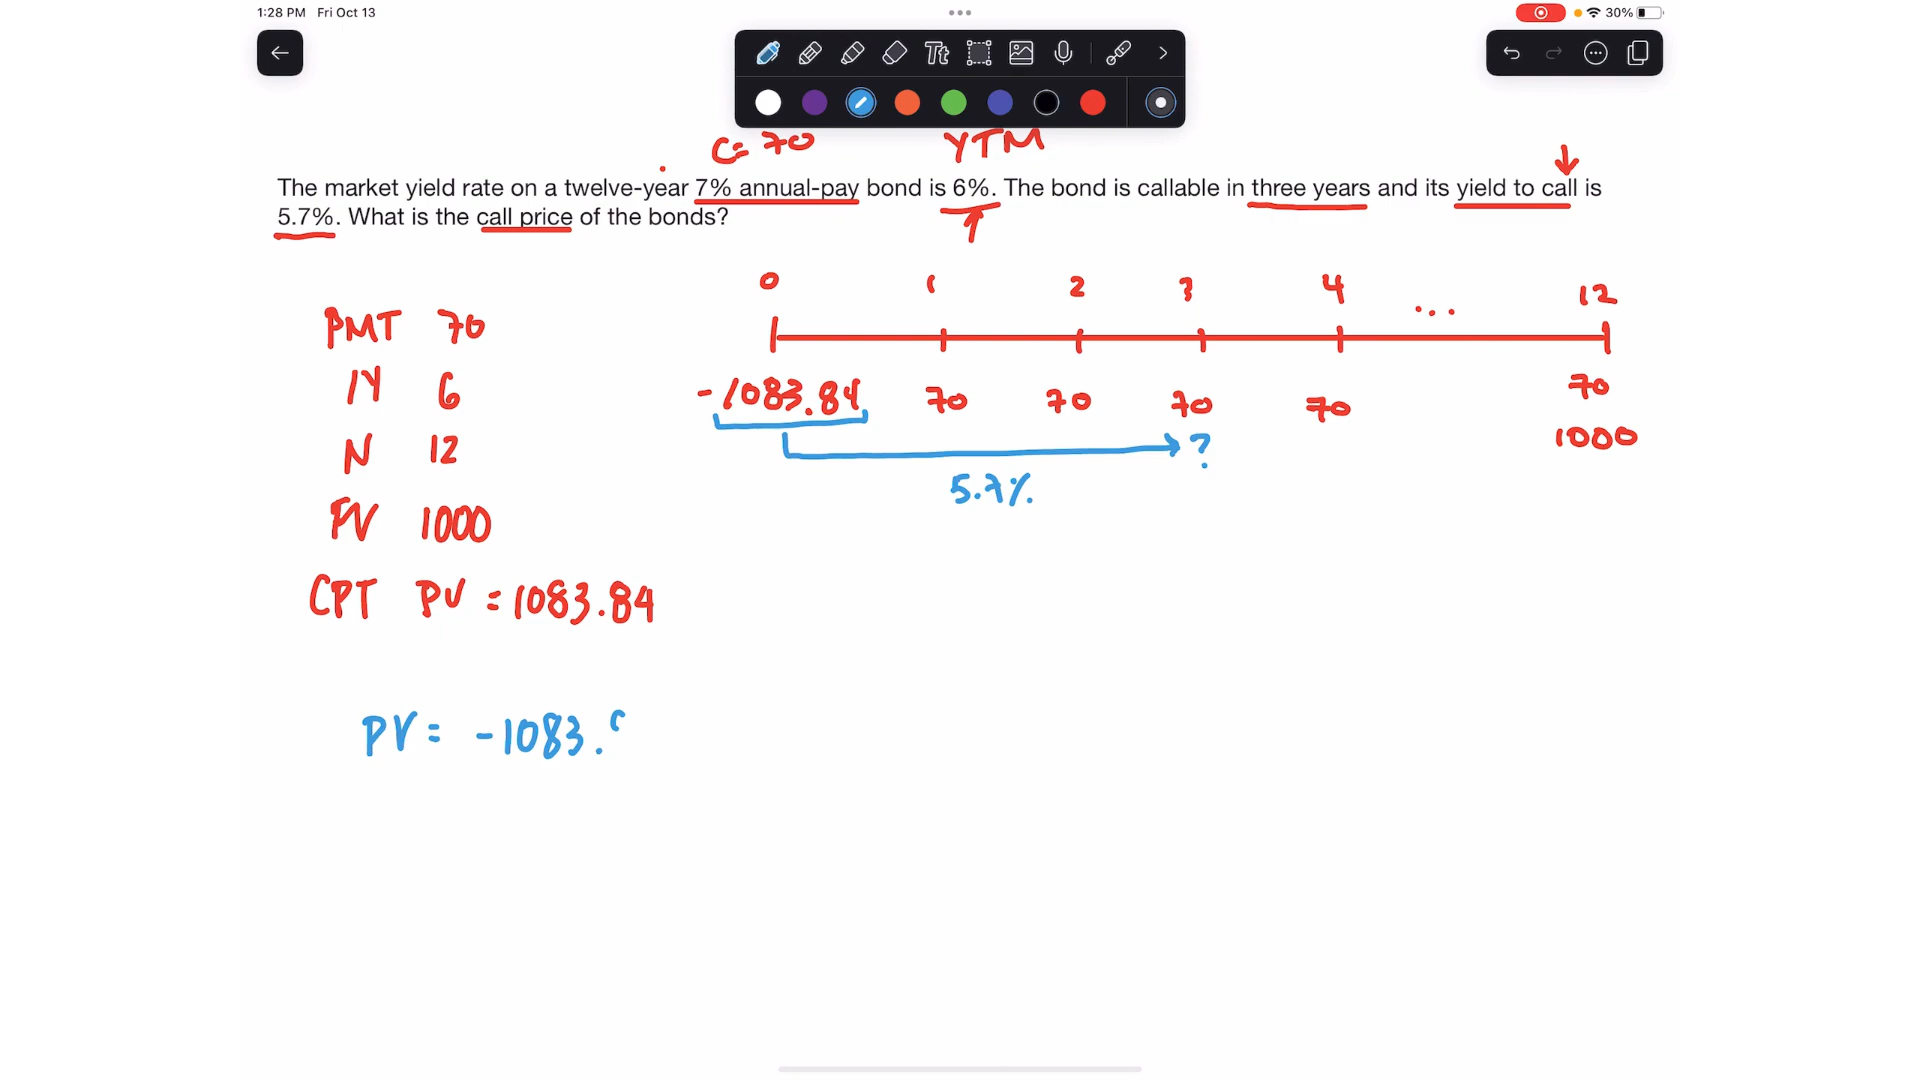 1:28 PM Fri Oct 13
30%
Tt
C= 70 YTM
The market yield rate on a twelve-year 7% annual-pay bond is 6%. The bond is callable in three years and its yield to call is
5.7%. What is the call price of the bonds?
0 1 2 3 4 ... 12
PMT 70
IY 6
-1083.84 70 70 70 70 70
N 12
? 1000
5.7%
FV 1000
CPT PV = 1083.84
PV = -1083.